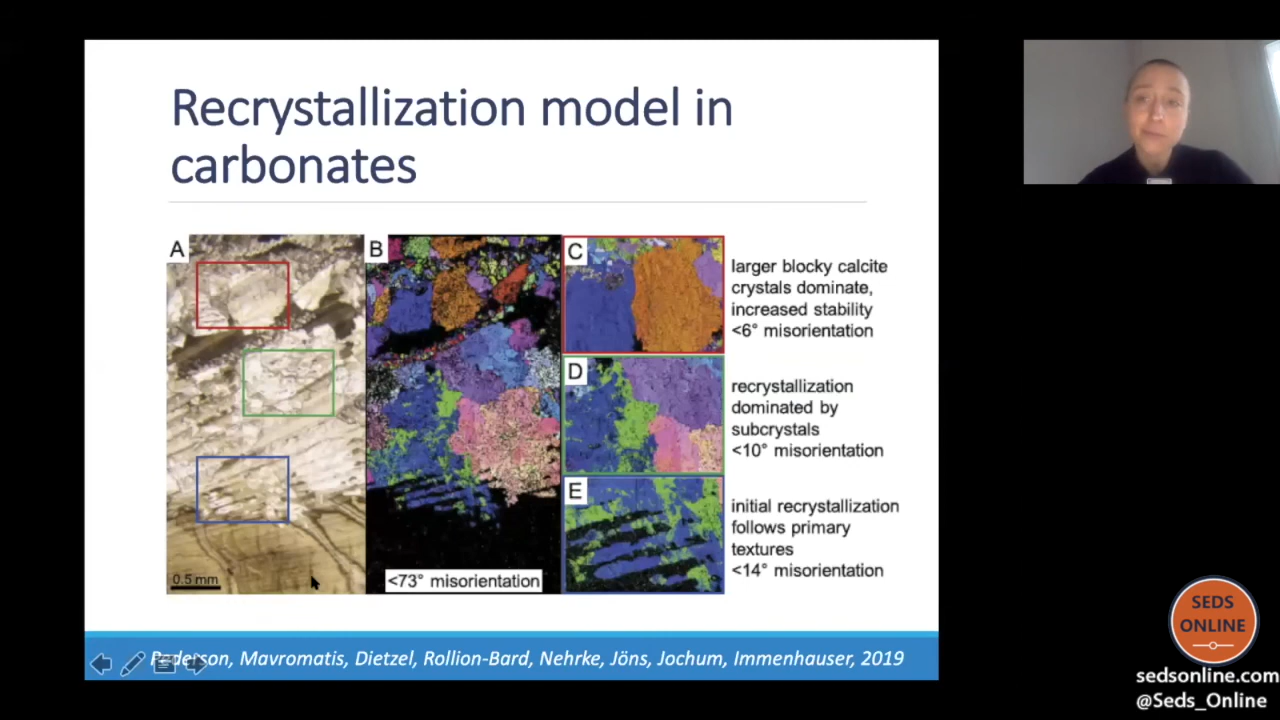 Recrystallization model in
carbonates
A
B
C
D
E
0.5 mm
<73° misorientation
larger blocky calcite
crystals dominate,
increased stability
<6° misorientation
recrystallization
dominated by
subcrystals
<10° misorientation
initial recrystallization
follows primary
textures
<14° misorientation
Pederson, Mavromatis, Dietzel, Rollion-Bard, Nehrke, Jöns, Jochum, Immenhauser, 2019
SEDS
ONLINE
sedsonline.com
@Seds_Online